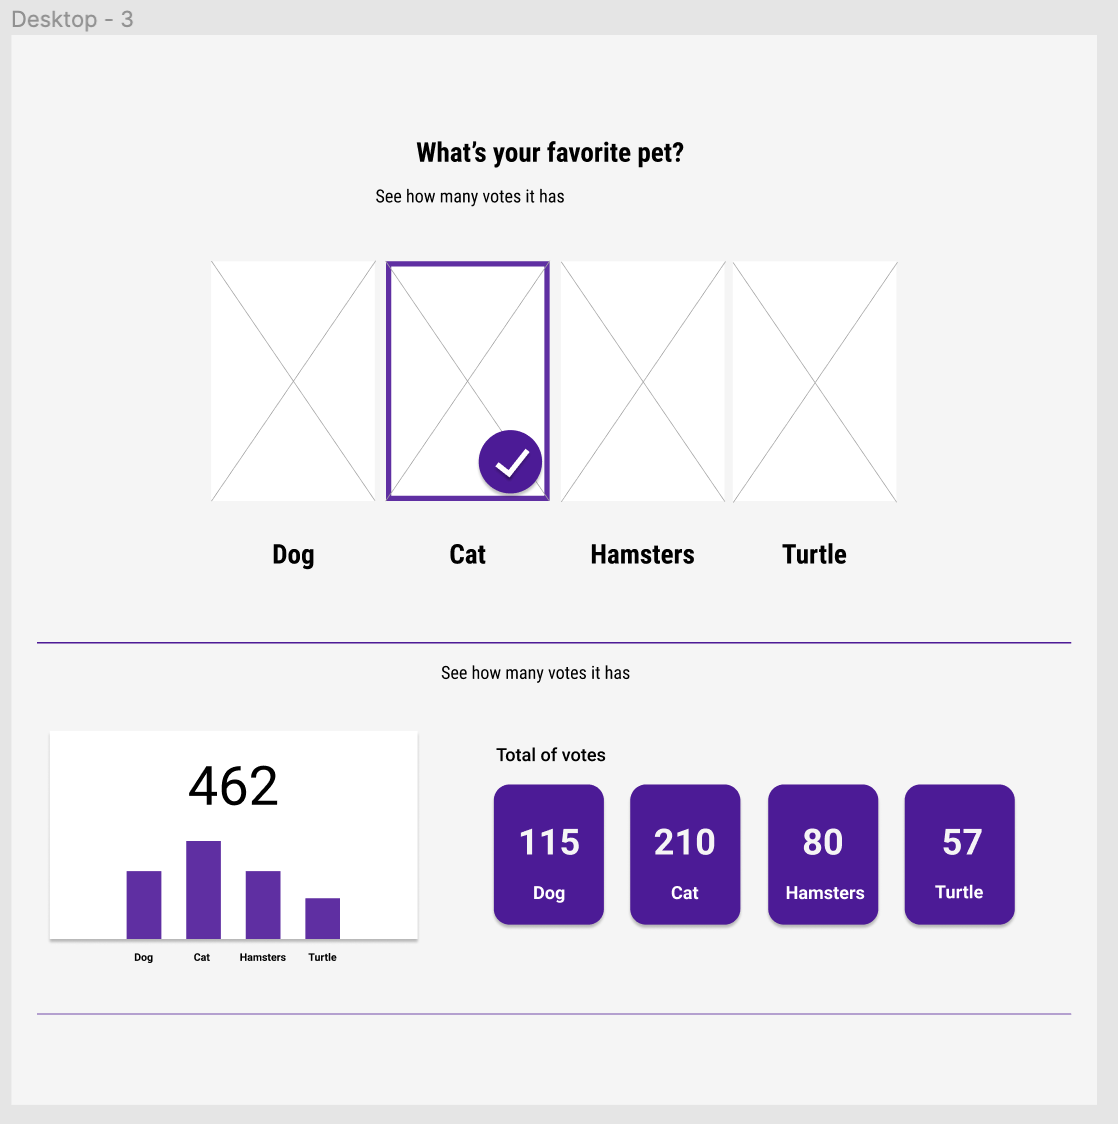 Desktop - 3
What's your favorite pet?
See how many votes it has
Dog
Cat
Hamsters
Turtle
See how many votes it has
462
Dog
Cat
Hamsters
Turtle
Total of votes
115
Dog
210
Cat
80
Hamsters
57
Turtle